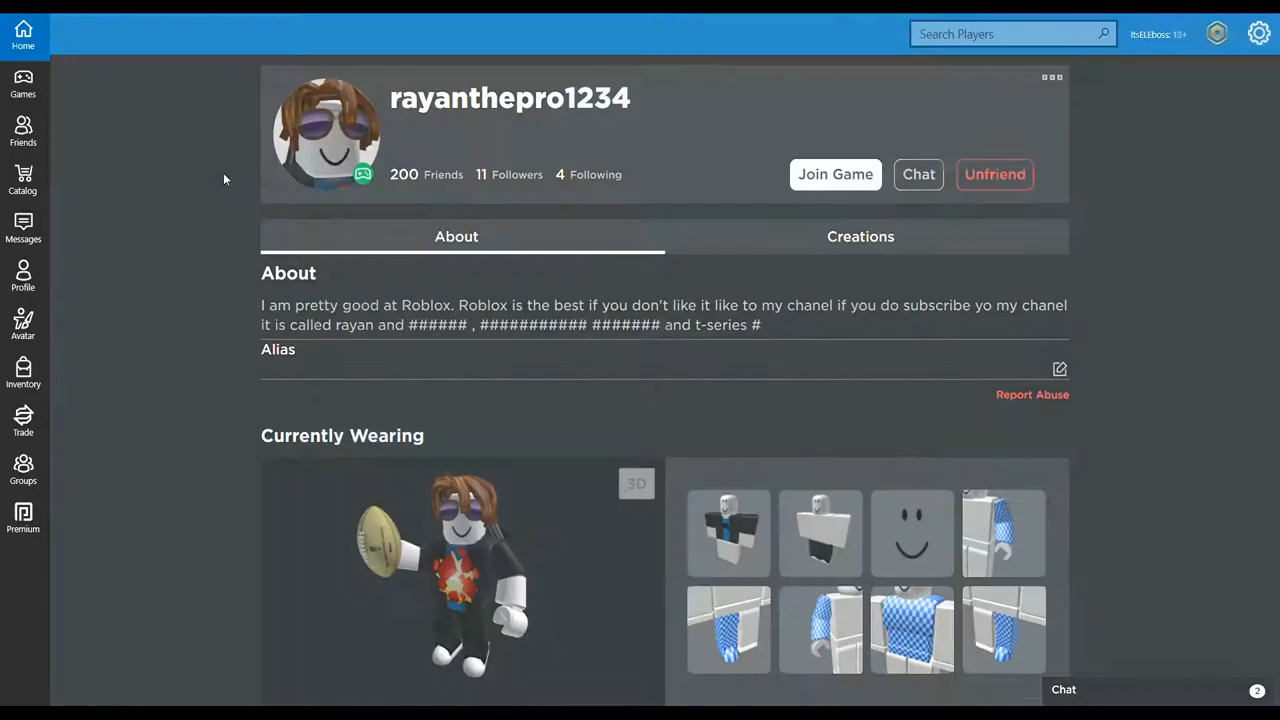 Home
Search Players
ItsELEboss: 13+
Games
Friends
Catalog
Messages
Profile
Avatar
Inventory
Trade
Groups
Premium
rayanthepro1234
200 Friends 11 Followers 4 Following
Join Game
Chat
Unfriend
About
Creations
About
I am pretty good at Roblox. Roblox is the best if you don't like it like to my chanel if you do subscribe yo my chanel
it is called rayan and ###### , ########### ####### and t-series #
Alias
Report Abuse
Currently Wearing
3D
Chat 2